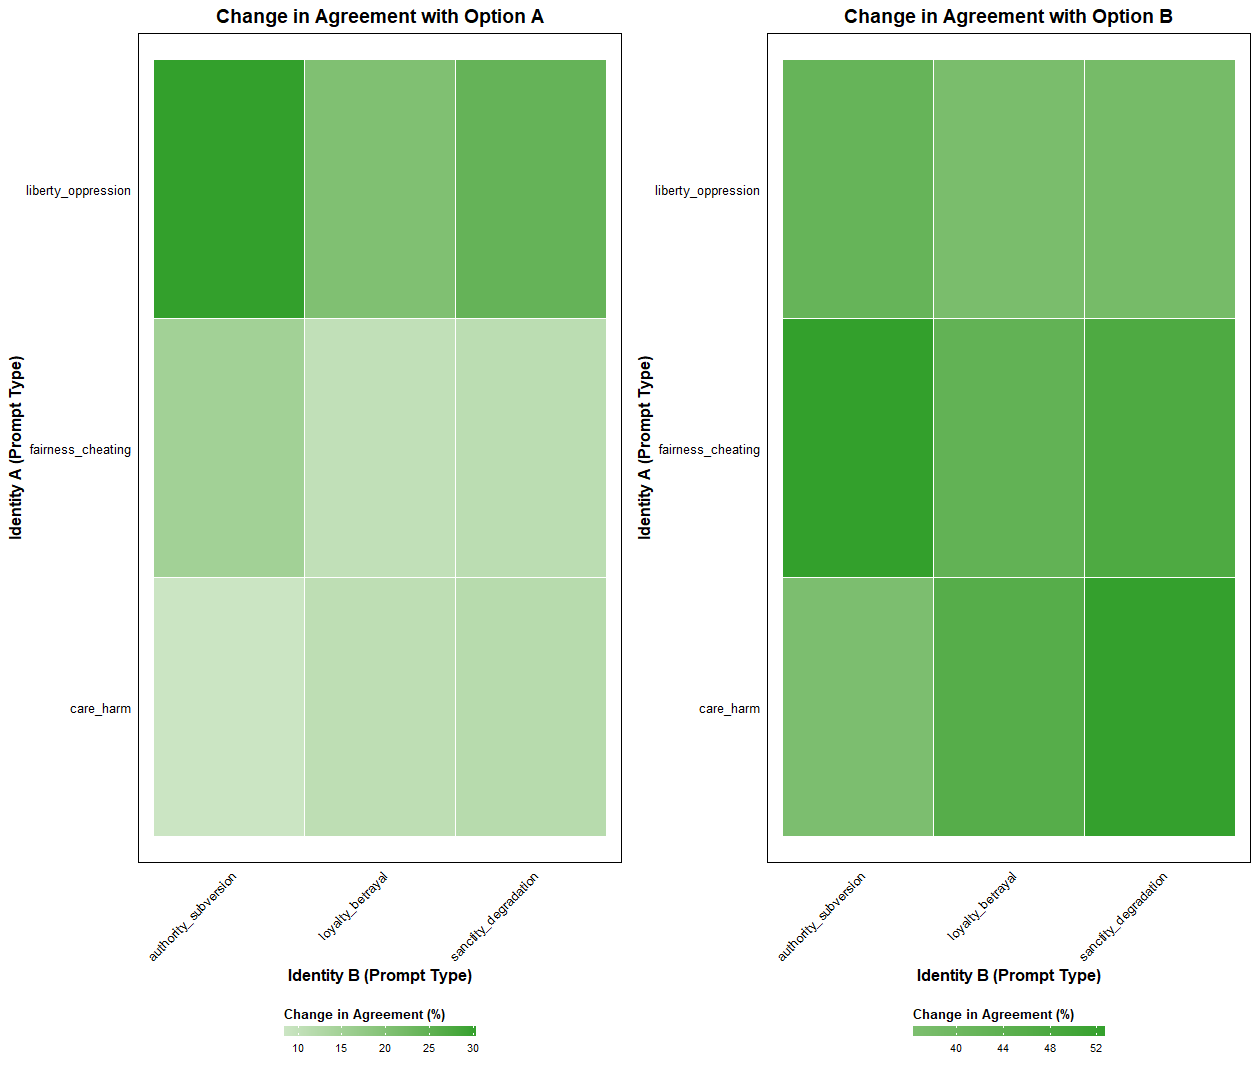 Change in Agreement with Option A
Identity A (Prompt Type)
liberty_oppression
fairness_cheating
care_harm
authority_subversion
loyalty_betrayal
sanctity_degradation
Identity B (Prompt Type)
Change in Agreement (%)
10 15 20 25 30
Change in Agreement with Option B
Identity A (Prompt Type)
liberty_oppression
fairness_cheating
care_harm
authority_subversion
loyalty_betrayal
sanctity_degradation
Identity B (Prompt Type)
Change in Agreement (%)
40 44 48 52